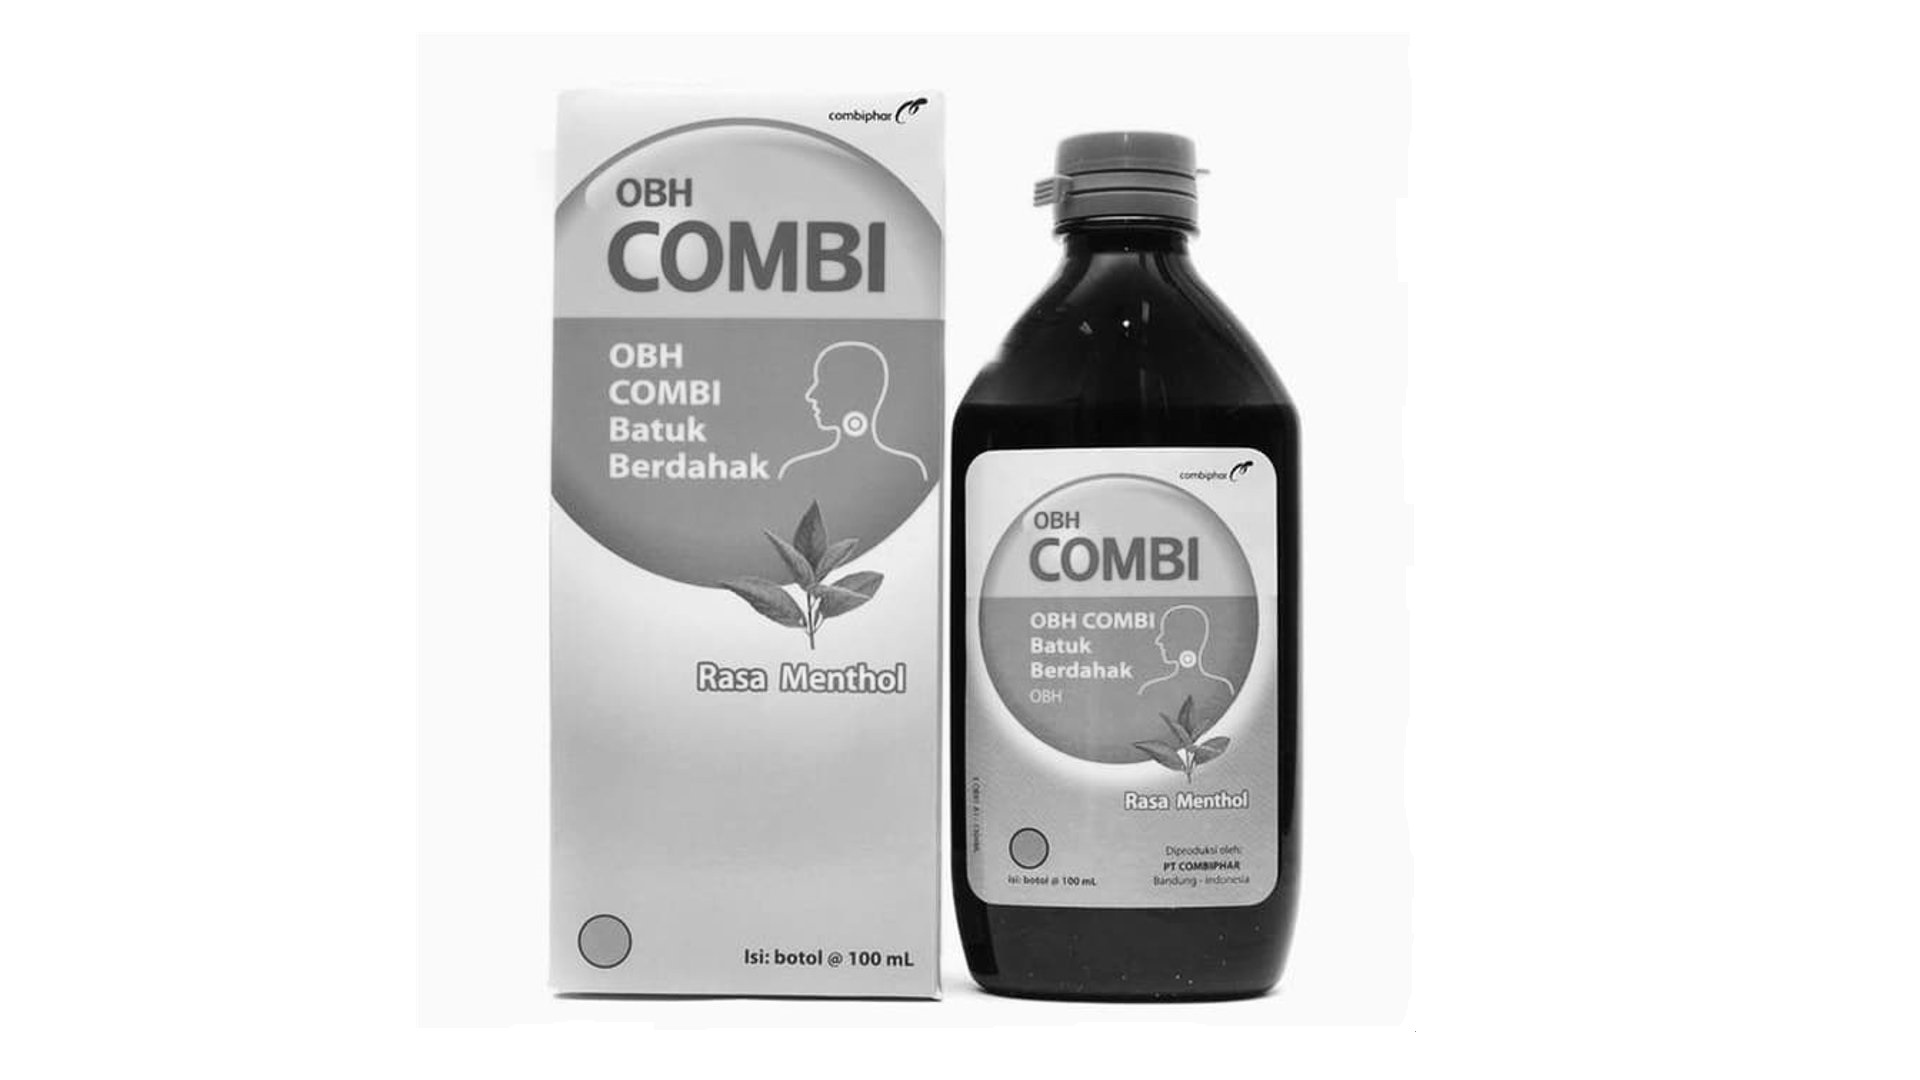 combiphar
OBH
COMBI
OBH
COMBI
Batuk
Berdahak
Rasa Menthol
Isi: botol @ 100 mL
combiphar
OBH
COMBI
OBH COMBI
Batuk
Berdahak
OBH
Rasa Menthol
Diproduksi oleh:
PT COMBIPHAR
Bandung - Indonesia
Isi: botol @ 100 mL